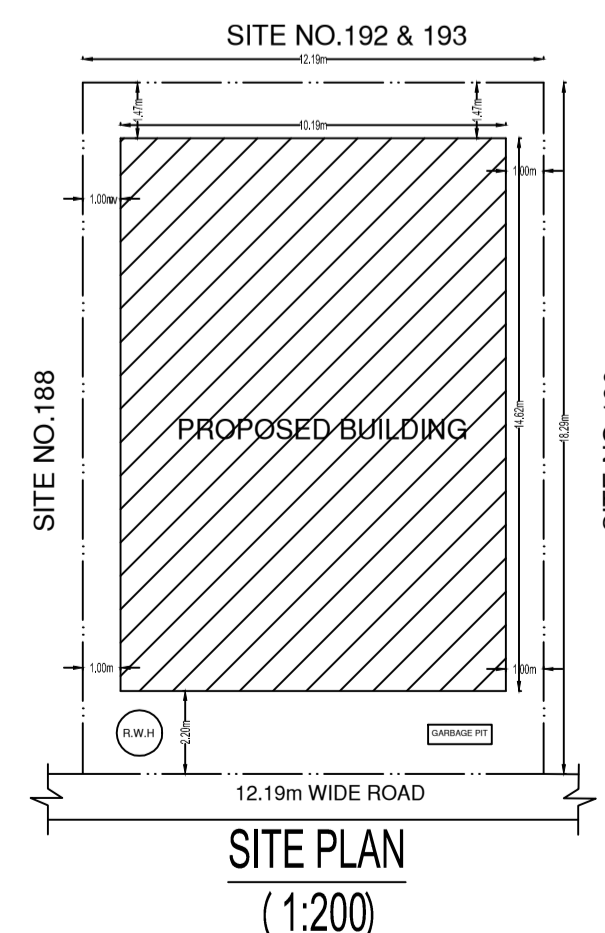 SITE NO.192 & 193
12.19m
1.47m
1.47m
10.19m
1.00m
1.00m
SITE NO.188
PROPOSED BUILDING
14.62m
18.29m
SITE NO.
1.00m
1.00m
2.20m
R.W.H
GARBAGE PIT
12.19m WIDE ROAD
SITE PLAN
(1:200)